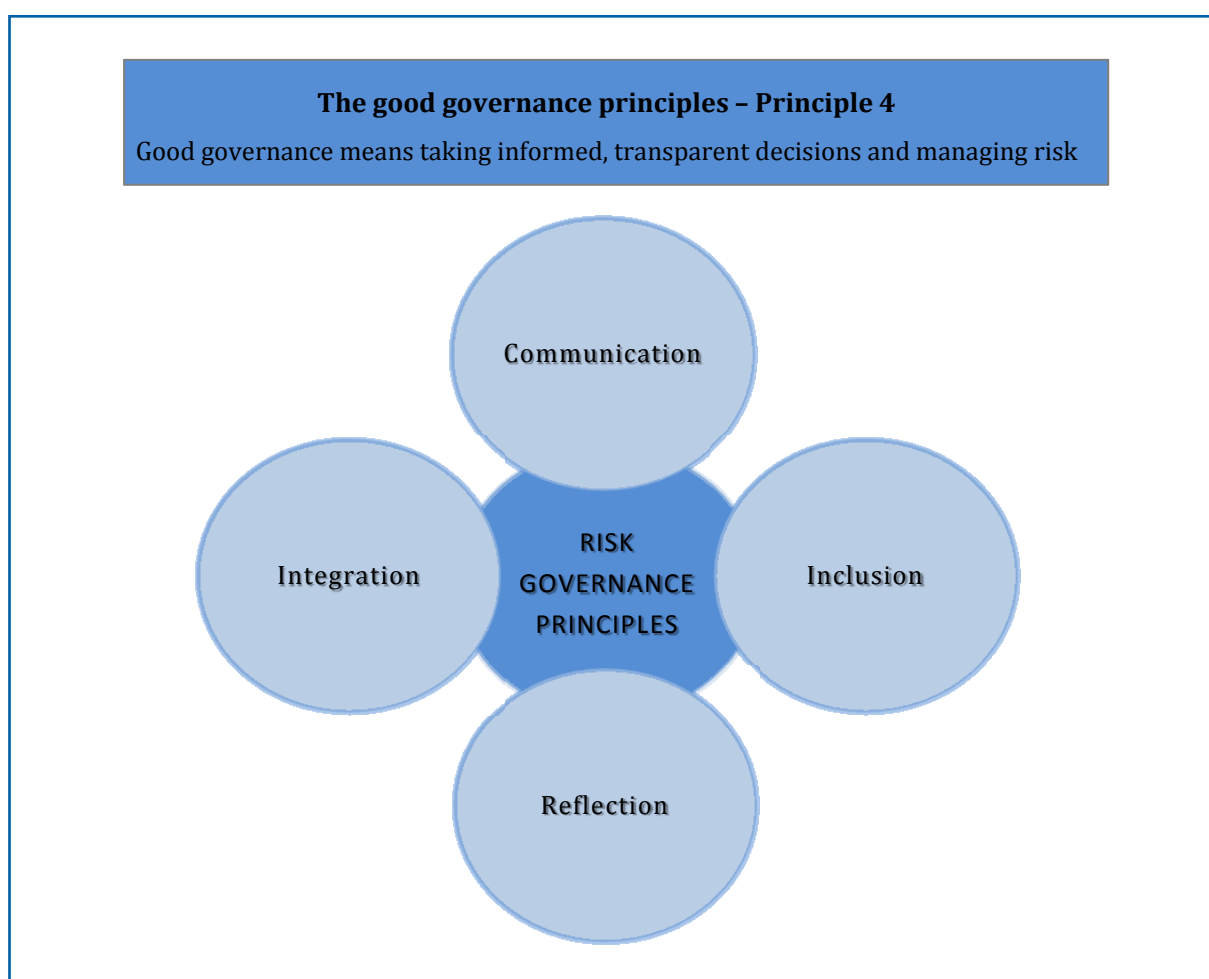 The good governance principles – Principle 4
Good governance means taking informed, transparent decisions and managing risk
Communication
Integration
RISK
GOVERNANCE
PRINCIPLES
Inclusion
Reflection